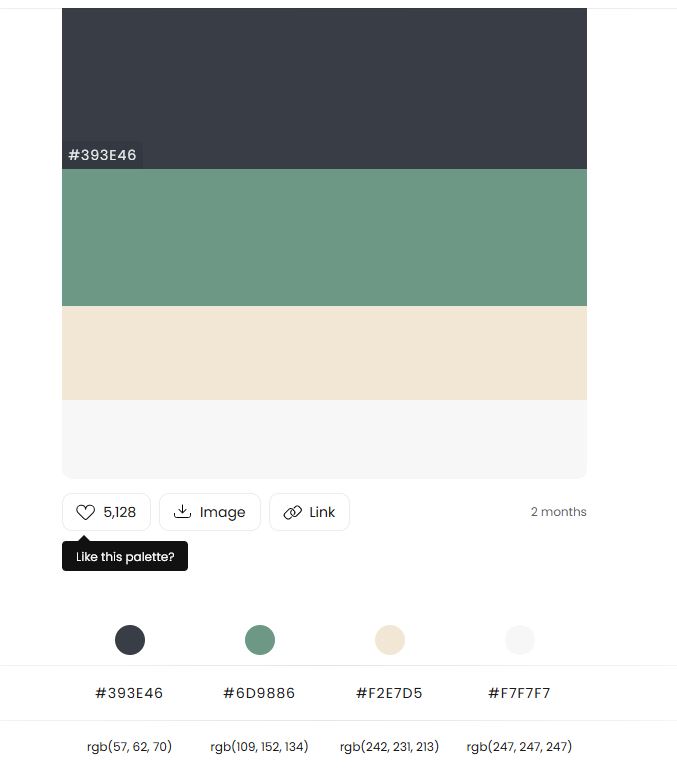 #393E46
5,128 Image Link 2 months
Like this palette?
#393E46 #6D9886 #F2E7D5 #F7F7F7
rgb(57, 62, 70) rgb(109, 152, 134) rgb(242, 231, 213) rgb(247, 247, 247)